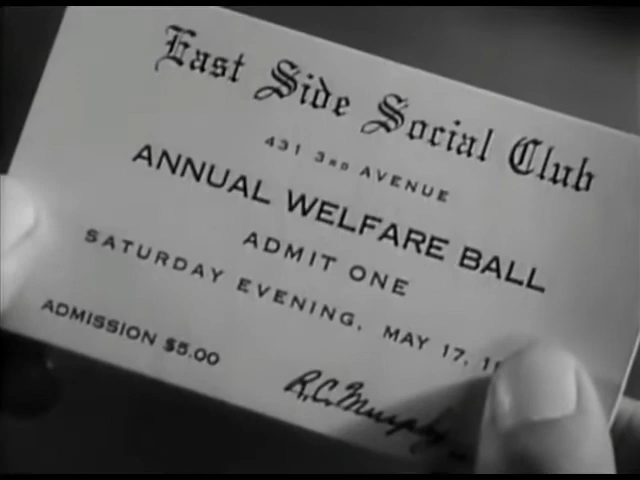 East Side Social Club
431 3RD AVENUE
ANNUAL WELFARE BALL
ADMIT ONE
SATURDAY EVENING, MAY 17,
ADMISSION $5.00
R.C. Murphy